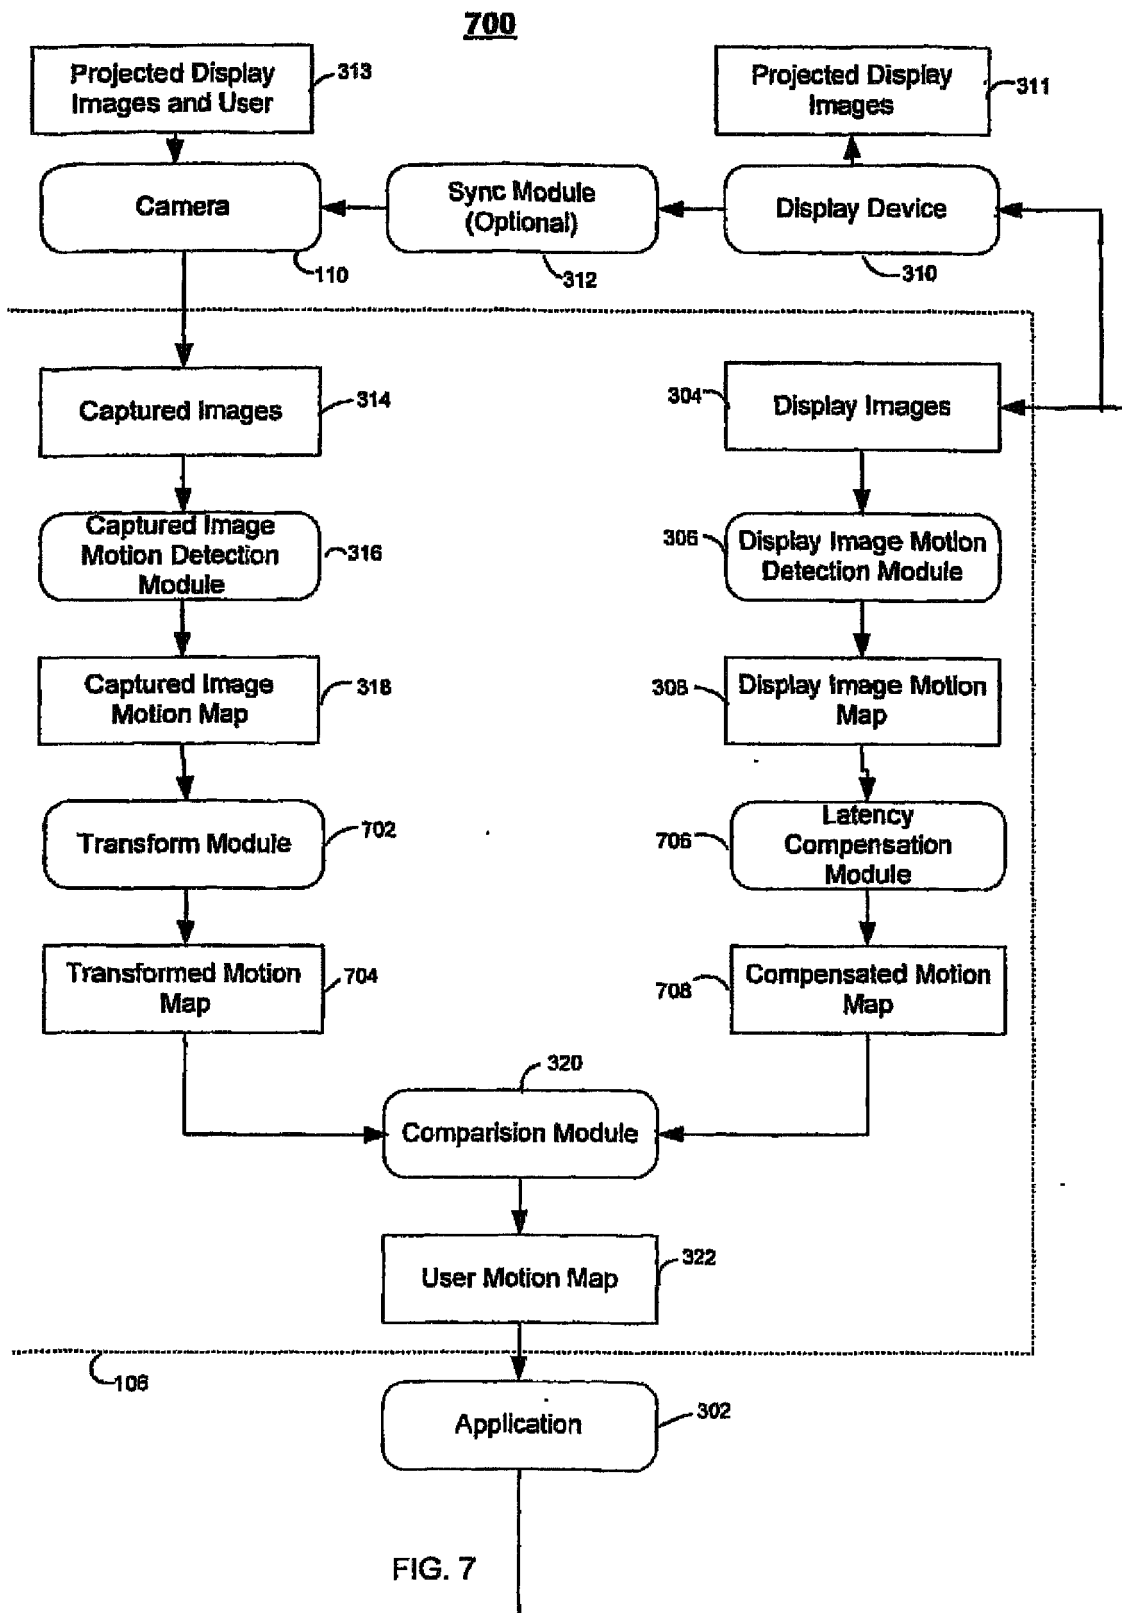 700
Projected Display
Images and User
313
Projected Display
Images
311
Camera
110
Sync Module
(Optional)
312
Display Device
310
Captured Images
314
304
Display Images
Captured Image
Motion Detection
Module
316
306
Display Image Motion
Detection Module
Captured Image
Motion Map
318
308
Display Image Motion
Map
Transform Module
702
706
Latency
Compensation
Module
Transformed Motion
Map
704
708
Compensated Motion
Map
320
Comparision Module
User Motion Map
322
106
Application
302
FIG. 7